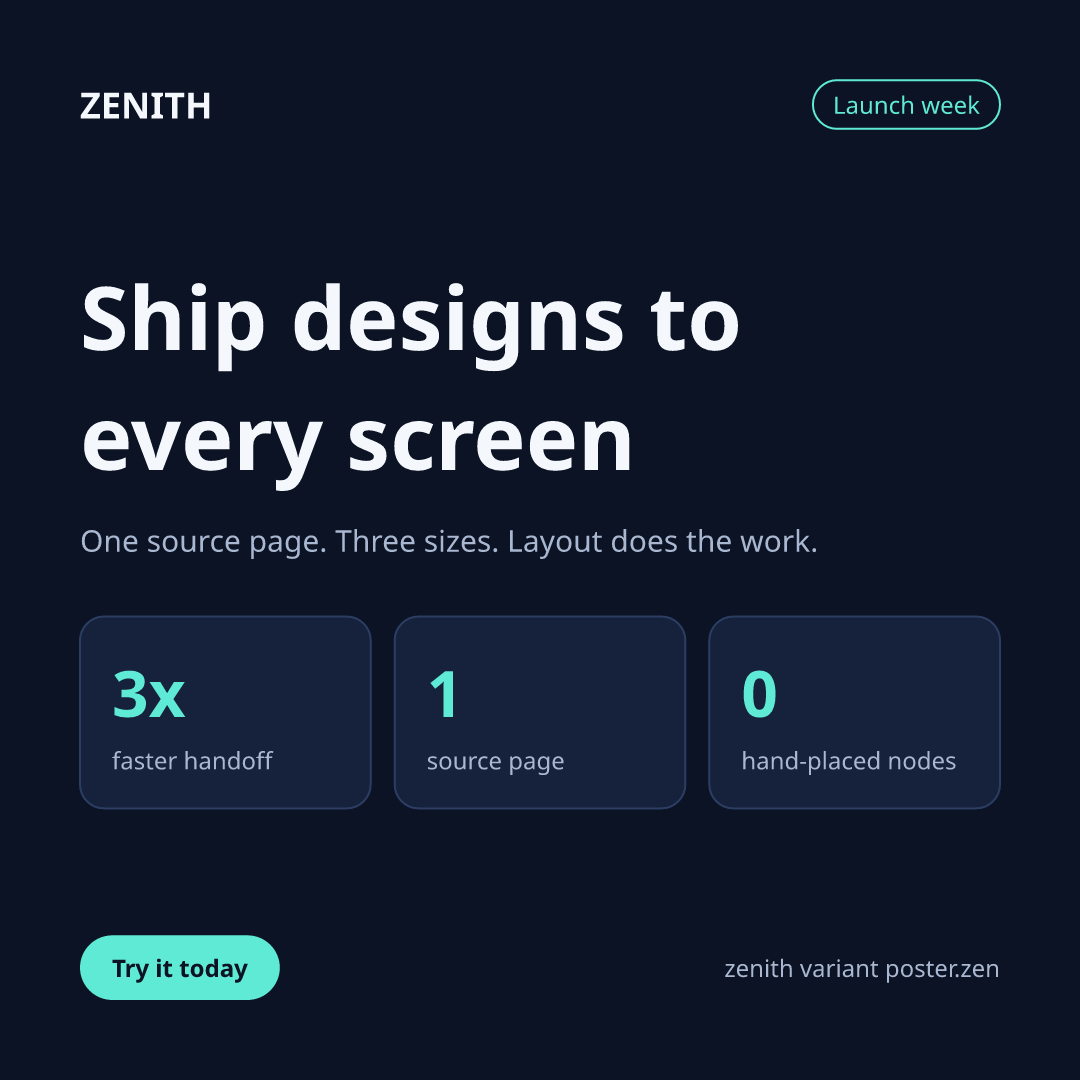 ZENITH
Launch week
Ship designs to
every screen
One source page. Three sizes. Layout does the work.
3x
faster handoff
1
source page
0
hand-placed nodes
Try it today
zenith variant poster.zen